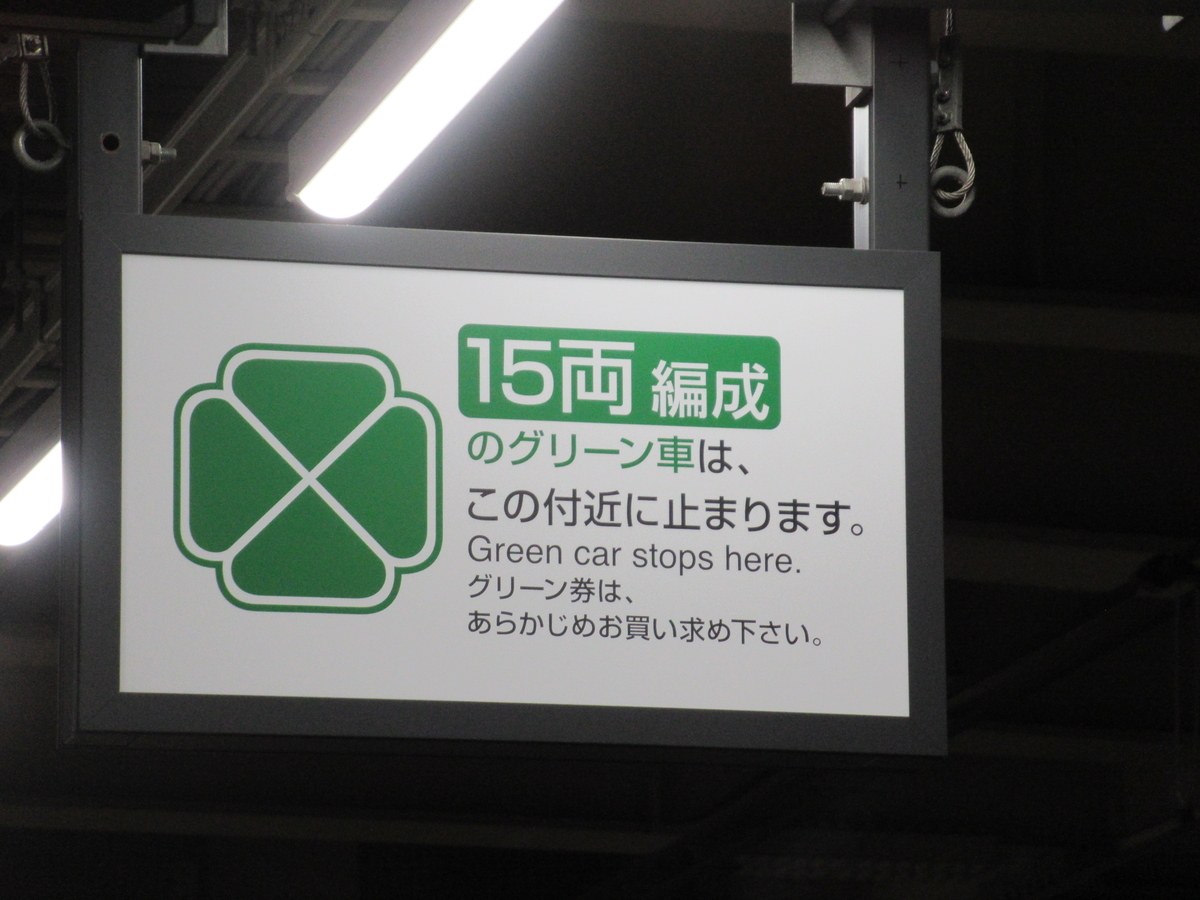 15両 編成
のグリーン車は、
この付近に止まります。
Green car stops here.
グリーン券は、
あらかじめお買い求め下さい。